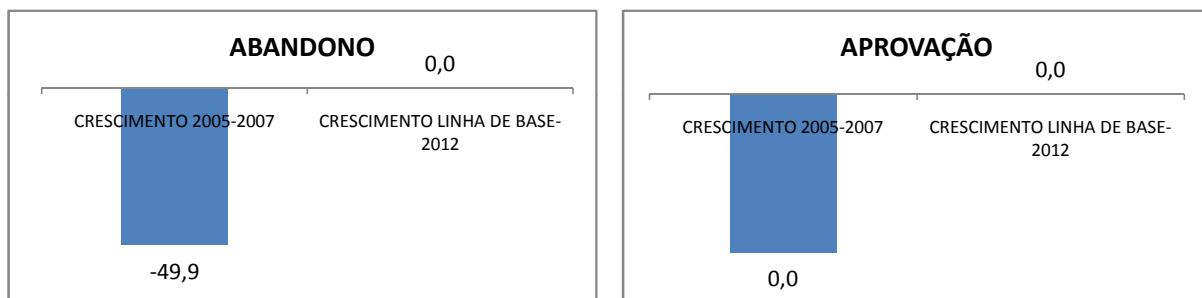 ABANDONO
0,0
CRESCIMENTO 2005-2007
CRESCIMENTO LINHA DE BASE-
2012
-49,9
APROVAÇÃO
0,0
CRESCIMENTO 2005-2007
CRESCIMENTO LINHA DE BASE-
2012
0,0